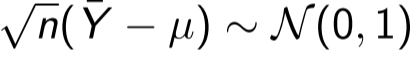 √n(Ȳ − μ) ∼ 𝒩(0, 1)